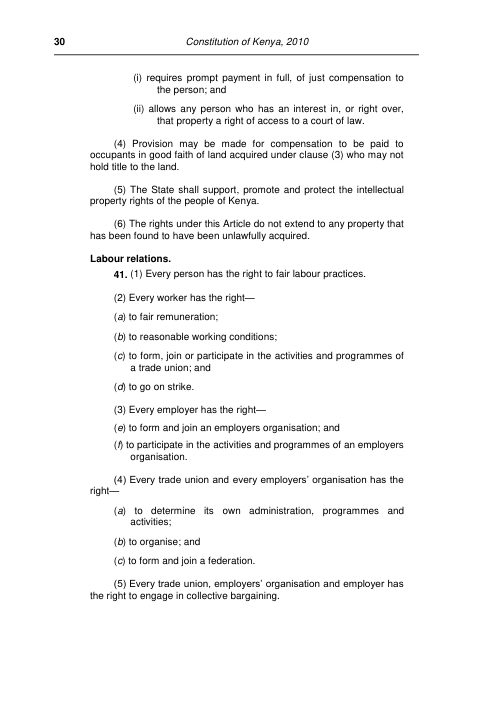 30 Constitution of Kenya, 2010
(i) requires prompt payment in full, of just compensation to
the person; and
(ii) allows any person who has an interest in, or right over,
that property a right of access to a court of law.
(4) Provision may be made for compensation to be paid to
occupants in good faith of land acquired under clause (3) who may not
hold title to the land.
(5) The State shall support, promote and protect the intellectual
property rights of the people of Kenya.
(6) The rights under this Article do not extend to any property that
has been found to have been unlawfully acquired.
Labour relations.
41. (1) Every person has the right to fair labour practices.
(2) Every worker has the right—
(a) to fair remuneration;
(b) to reasonable working conditions;
(c) to form, join or participate in the activities and programmes of
a trade union; and
(d) to go on strike.
(3) Every employer has the right—
(e) to form and join an employers organisation; and
(f) to participate in the activities and programmes of an employers
organisation.
(4) Every trade union and every employers’ organisation has the
right—
(a) to determine its own administration, programmes and
activities;
(b) to organise; and
(c) to form and join a federation.
(5) Every trade union, employers’ organisation and employer has
the right to engage in collective bargaining.